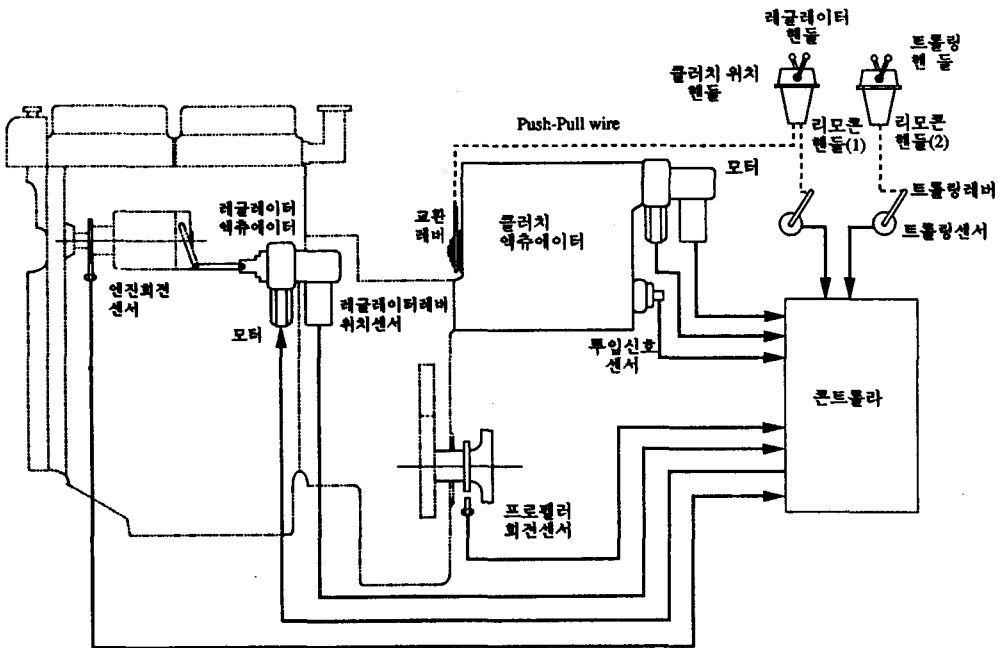 레귤레이터
핸들
트롤링
핸 들
클러치 위치
핸들
Push-Pull wire
리모콘
핸들(1)
리모콘
핸들(2)
모터
교환
레버
클러치
액츄에이터
트롤링레버
트롤링센서
레귤레이터
액츄에이터
엔진회전
센서
레귤레이터레버
위치센서
모터
투입신호
센서
콘트롤라
프로펠러
회전센서